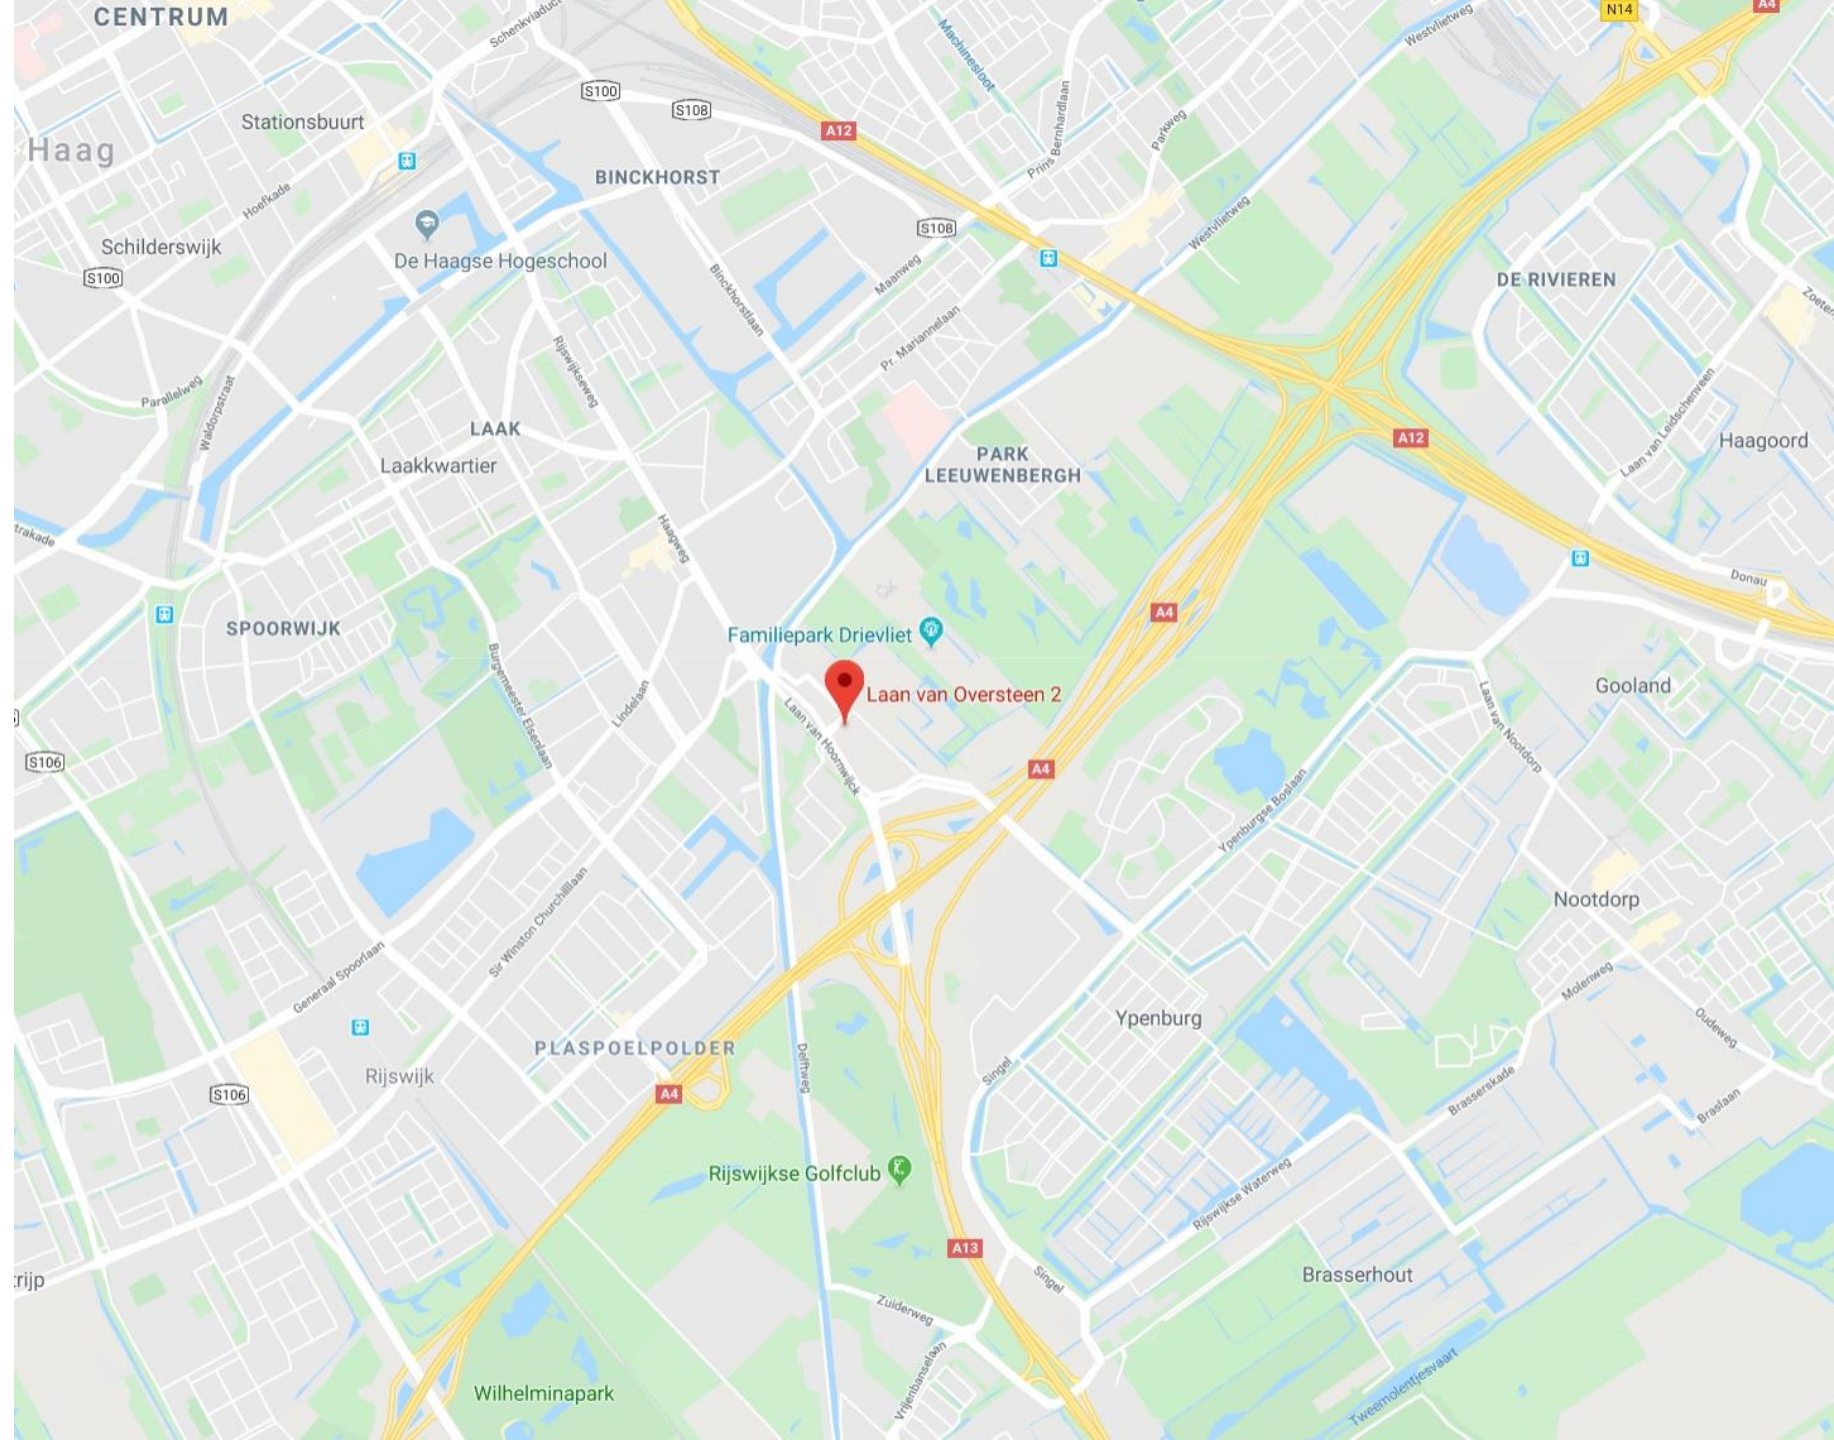 CENTRUM
Schenkviaduct
Machinesloot
Westvlietweg
N14
A4
S100
S108
A12
Prins Bernhardlaan
Parkweg
Stationsbuurt
Haag
BINCKHORST
Hoefkade
S108
Westvlietweg
Schilderswijk
De Haagse Hogeschool
S100
Maanweg
Binckhorstlaan
DE RIVIEREN
Pr. Mariannelaan
Rijswijkseweg
Parallelweg
Waldorpstraat
LAAK
Laakkwartier
PARK
LEEUWENBERGH
A12
Laan van Leidschenveen
Haagoord
trakade
Haagweg
Donau
A4
SPOORWIJK
Familiepark Drievliet
Burgemeester Elsenlaan
Lindelaan
Laan van Oversteen 2
Laan van Hoornwijck
Gooland
Laan van Nootdorp
S106
A4
Ypenburgse Boslaan
Nootdorp
Sir Winston Churchilllaan
Generaal Spoorlaan
Molenweg
Ypenburg
Oudeweg
PLASPOELPOLDER
Delftweg
Singel
Rijswijk
S106
A4
Brasserskade
Braslaan
Rijswijkse Golfclub
Rijswijkse Waterweg
A13
Singel
Brasserhout
rijp
Zuiderweg
Vrijenbanselaan
Wilhelminapark
Tweemolentjesvaart